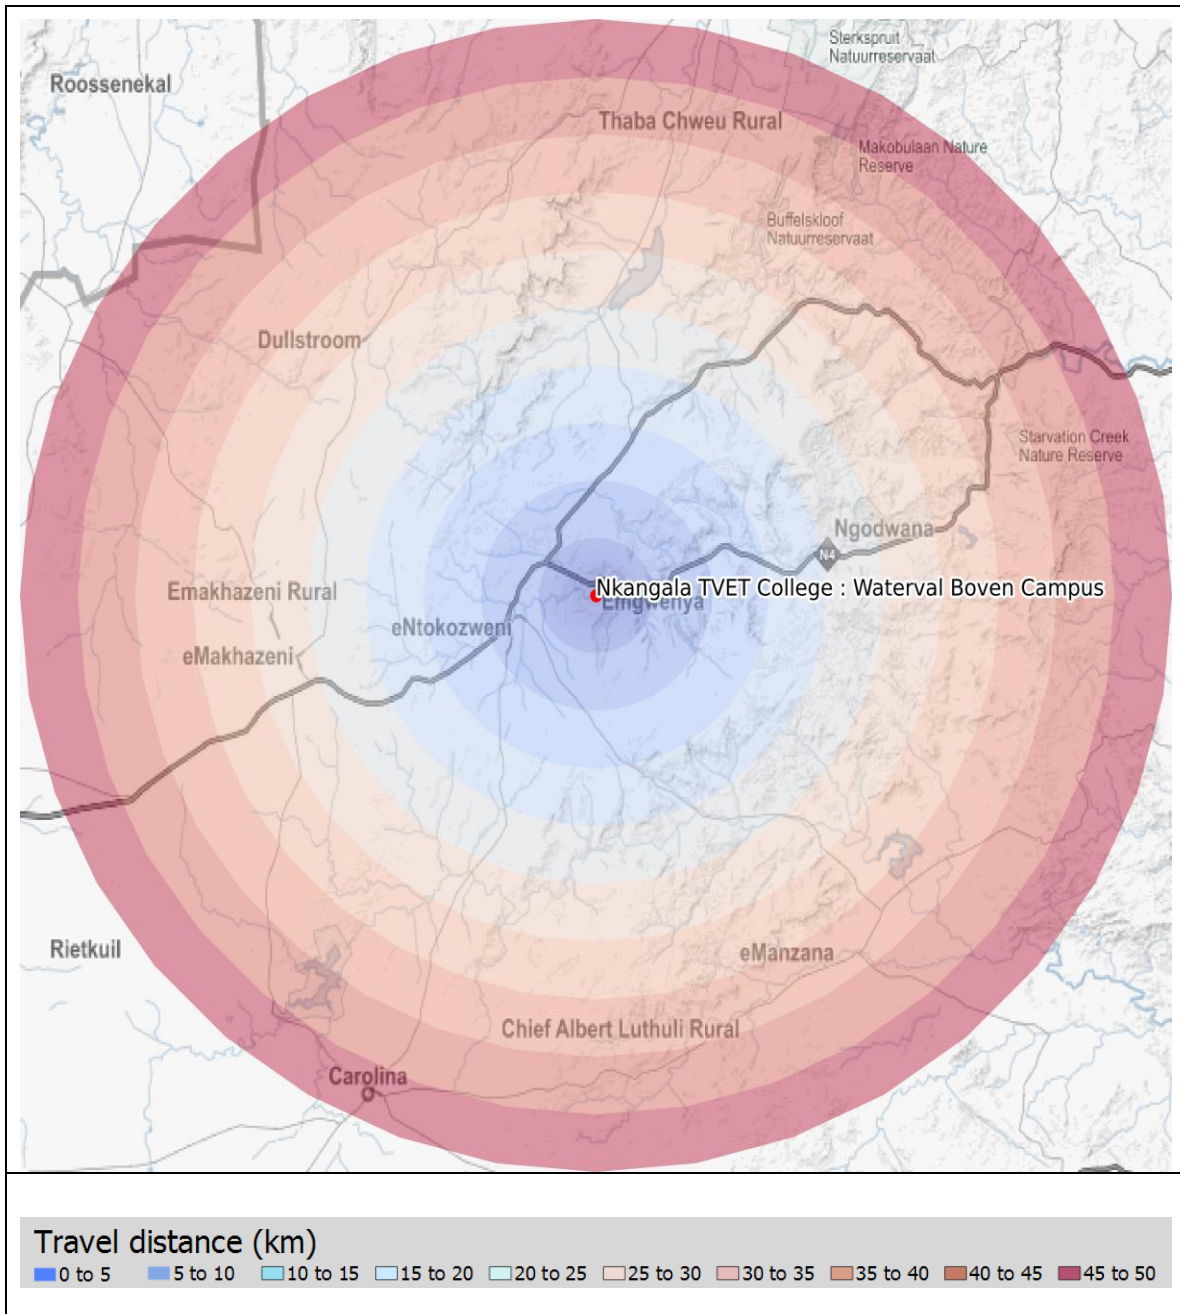 Sterkspruit
Natuurreservaat
Roossenekal
Thaba Chweu Rural
Makobulaan Nature
Reserve
Buffelskloof
Natuurreservaat
Dullstroom
Starvation Creek
Nature Reserve
Ngodwana
N4
Nkangala TVET College : Waterval Boven Campus
Emgwenya
Emakhazeni Rural
eNtokozweni
eMakhazeni
Rietkuil
eManzana
Chief Albert Luthuli Rural
Carolina
Travel distance (km)
0 to 5 5 to 10 10 to 15 15 to 20 20 to 25 25 to 30 30 to 35 35 to 40 40 to 45 45 to 50